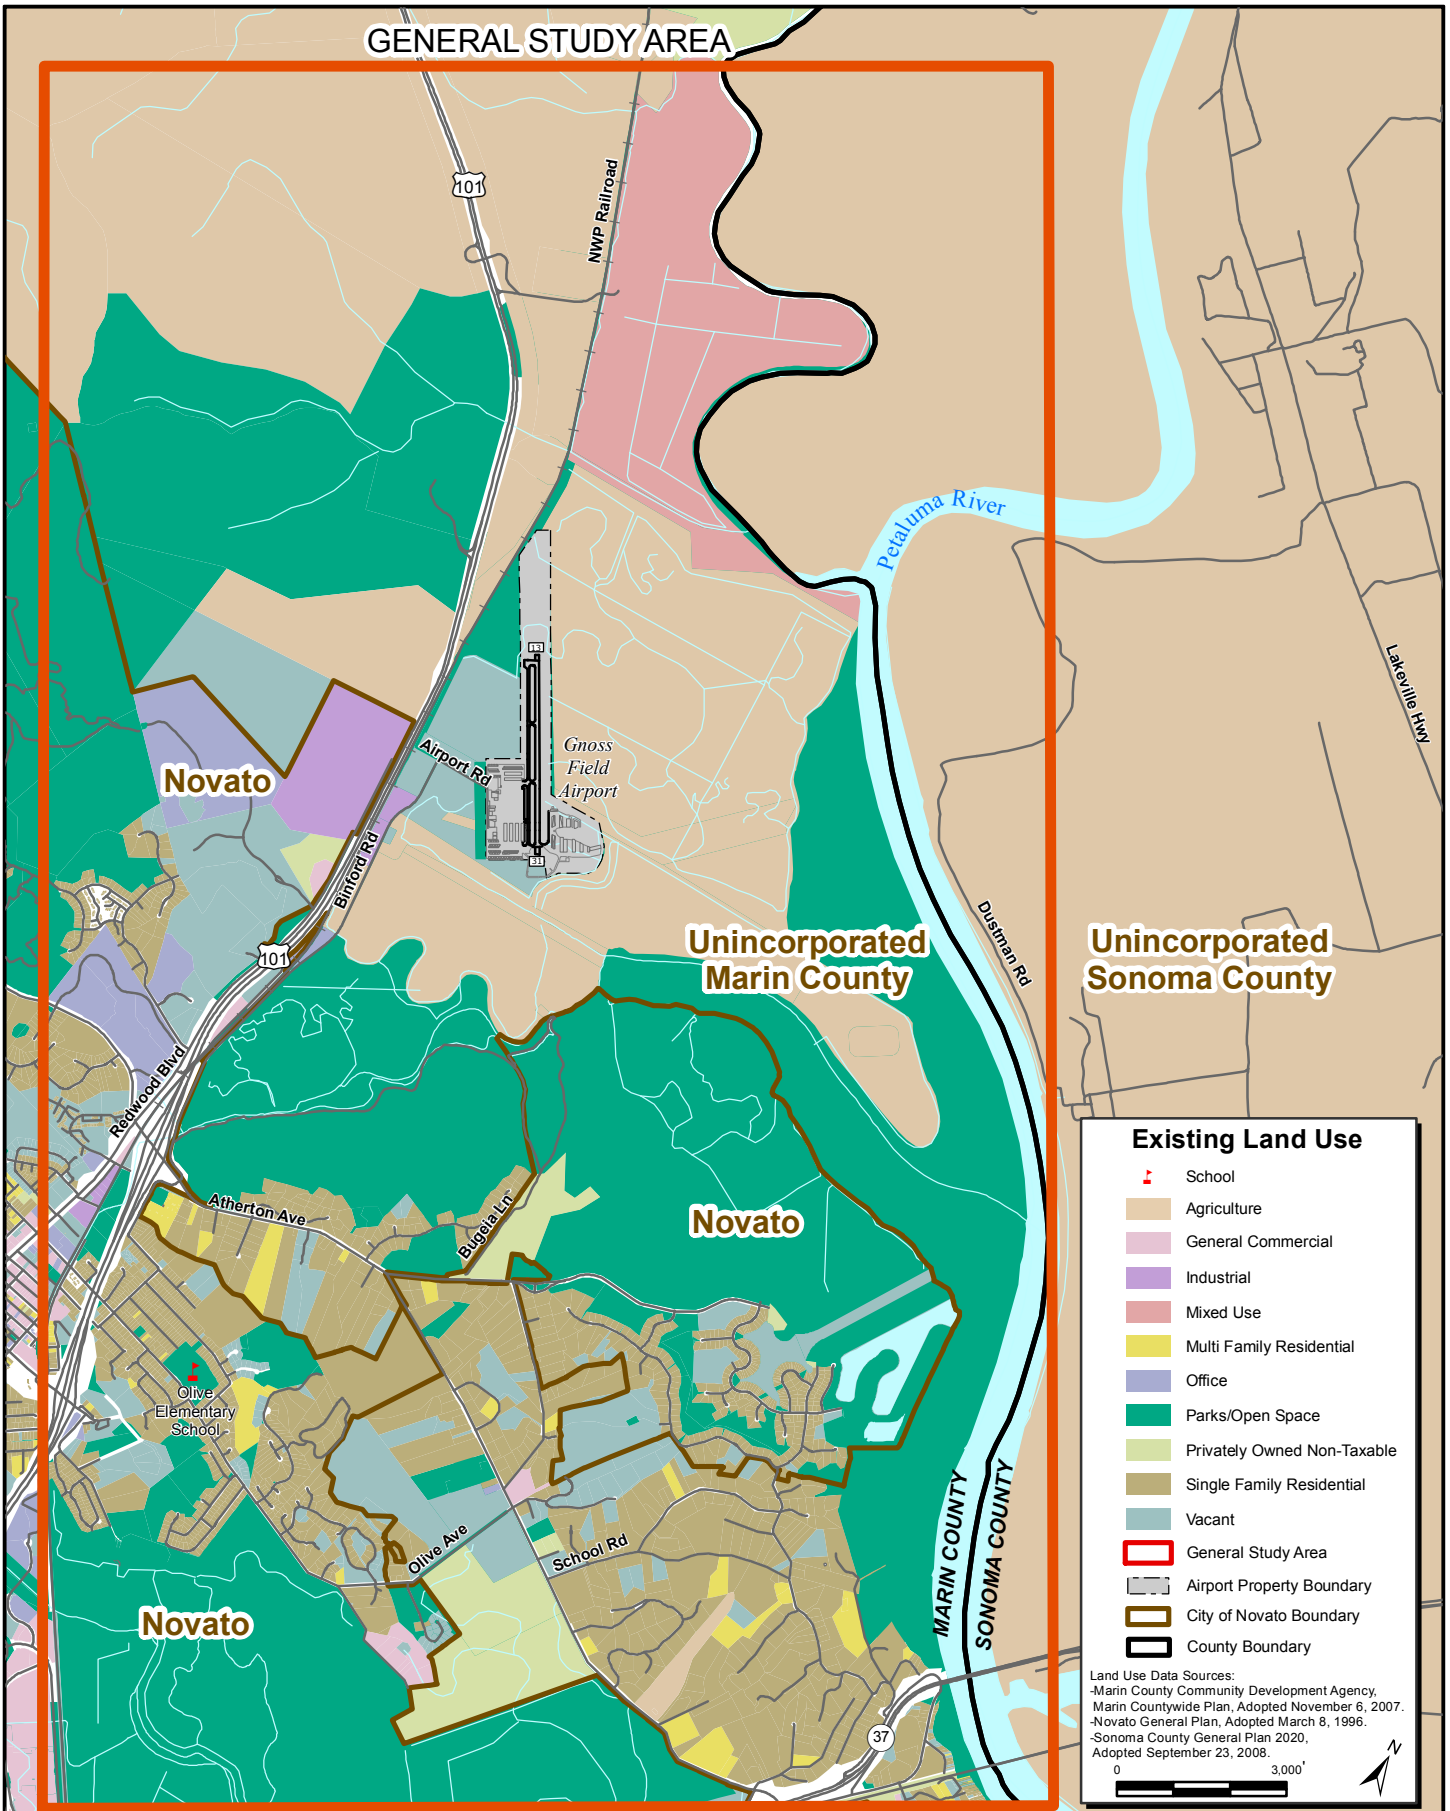 GENERAL STUDY AREA
101
NWP Railroad
Petaluma River
Lakeville Hwy
13
Gnoss
Field
Airport
Airport Rd
Novato
31
Binford Rd
101
Unincorporated
Marin County
Dustman Rd
Unincorporated
Sonoma County
Redwood Blvd
Atherton Ave
Bugeia Ln
Novato
Olive
Elementary
School
Olive Ave
School Rd
MARIN COUNTY
SONOMA COUNTY
Novato
37
Existing Land Use
School
Agriculture
General Commercial
Industrial
Mixed Use
Multi Family Residential
Office
Parks/Open Space
Privately Owned Non-Taxable
Single Family Residential
Vacant
General Study Area
Airport Property Boundary
City of Novato Boundary
County Boundary
Land Use Data Sources:
-Marin County Community Development Agency,
Marin Countywide Plan, Adopted November 6, 2007.
-Novato General Plan, Adopted March 8, 1996.
-Sonoma County General Plan 2020,
Adopted September 23, 2008.
0 3,000'
N